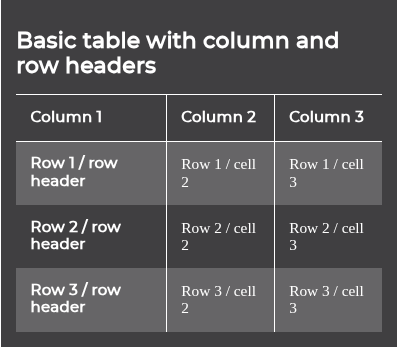 Basic table with column and
row headers
Column 1 Column 2 Column 3
Row 1 / row Row 1 / cell Row 1 / cell
header 2 3
Row 2 / row Row 2 / cell Row 2 / cell
header 2 3
Row 3 / row Row 3 / cell Row 3 / cell
header 2 3